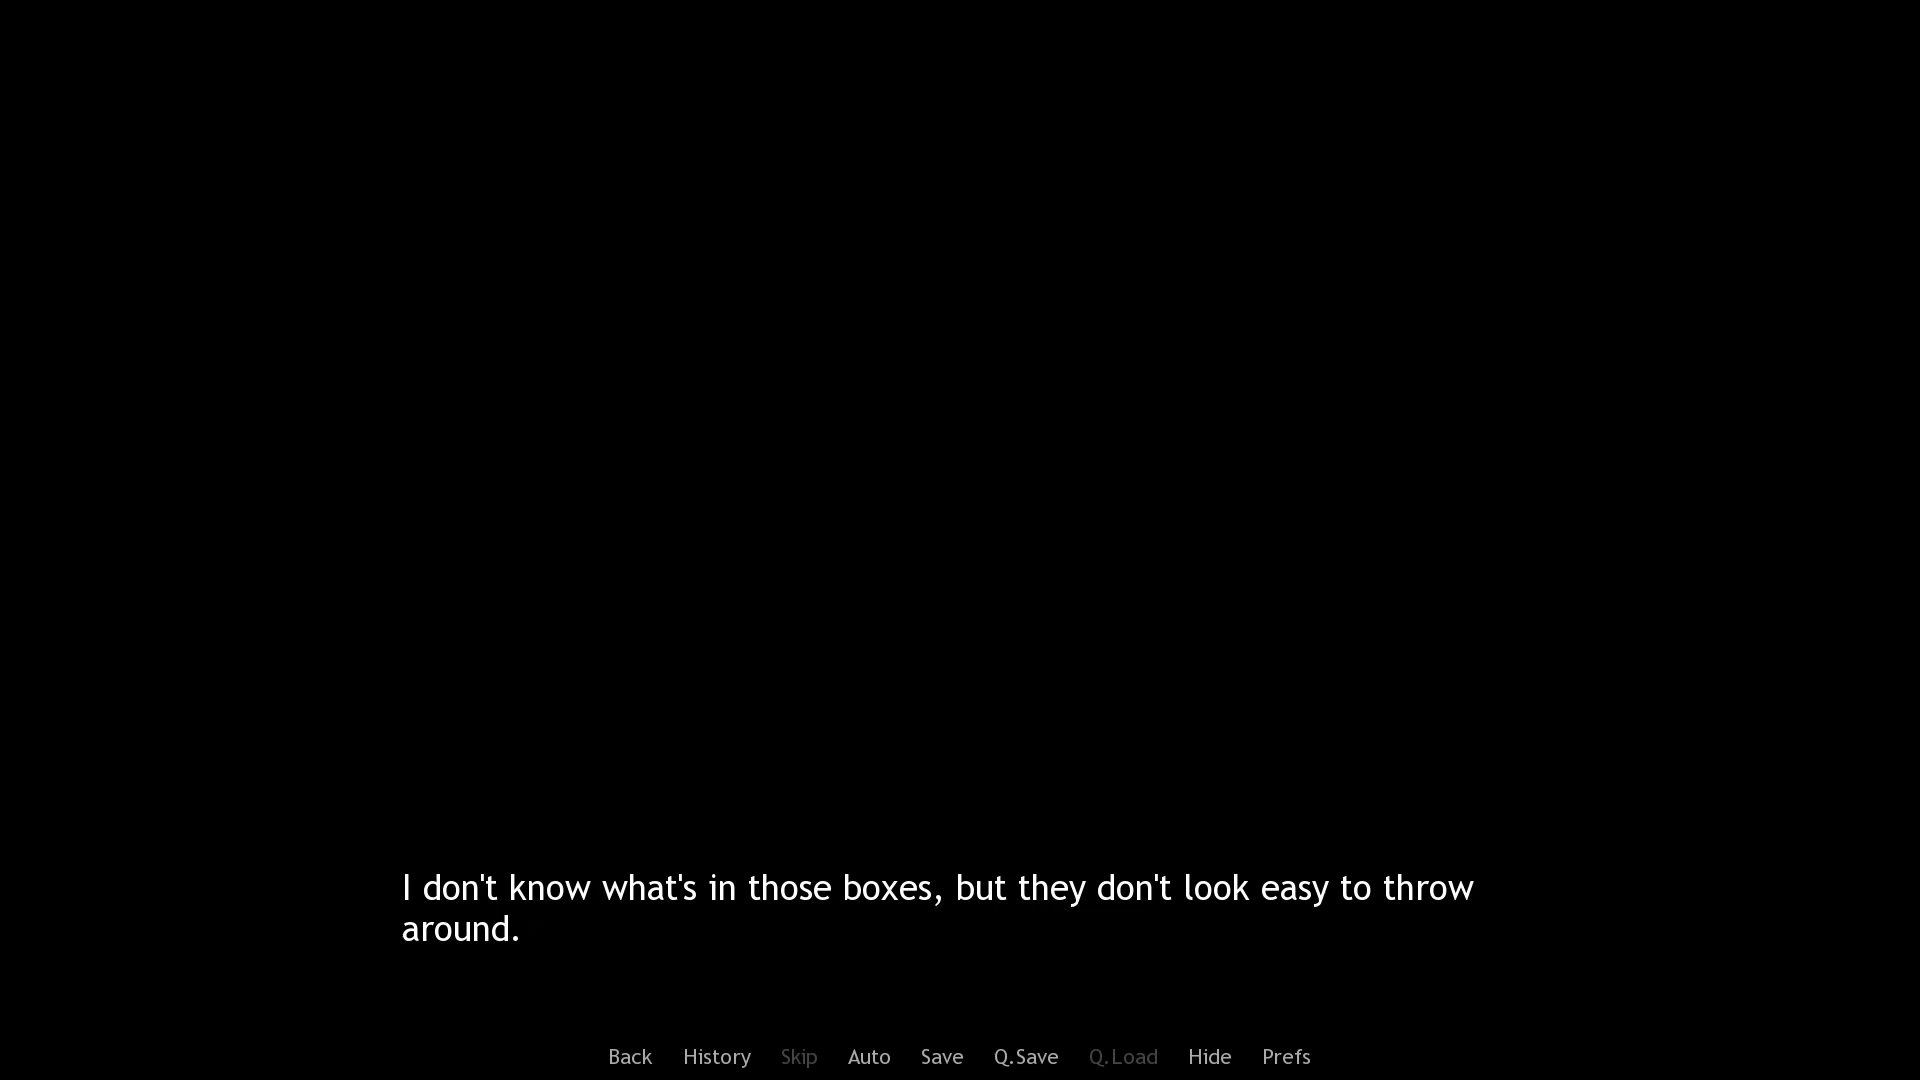 I don't know what's in those boxes, but they don't look easy to throw
around.
Back History Skip Auto Save Q.Save Q.Load Hide Prefs